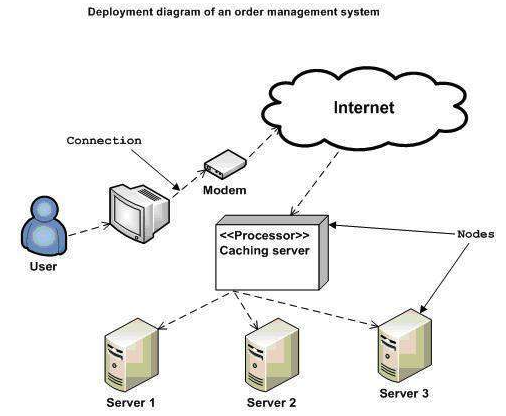 Deployment diagram of an order management system
Internet
Connection
Modem
<<Processor>>
Caching server
Nodes
User
Server 1
Server 2
Server 3